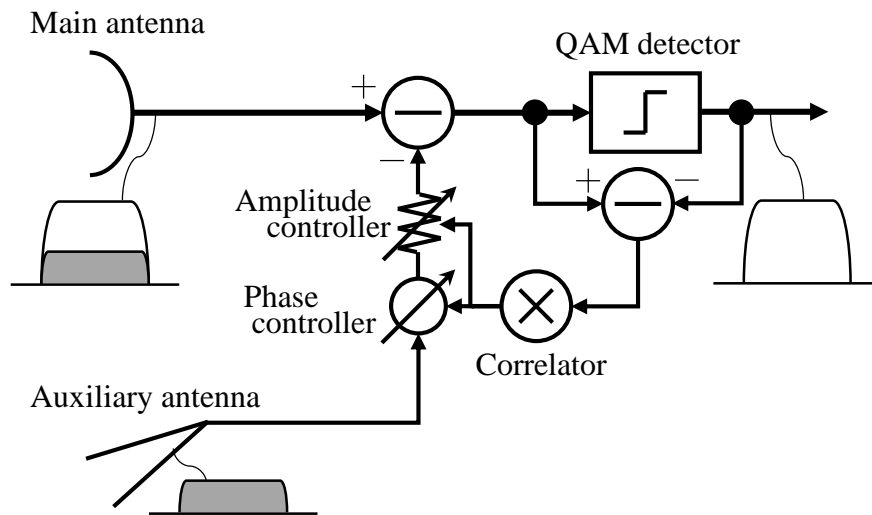 Main antenna
QAM detector
+
−
+
−
Amplitude
controller
Phase
controller
Correlator
Auxiliary antenna